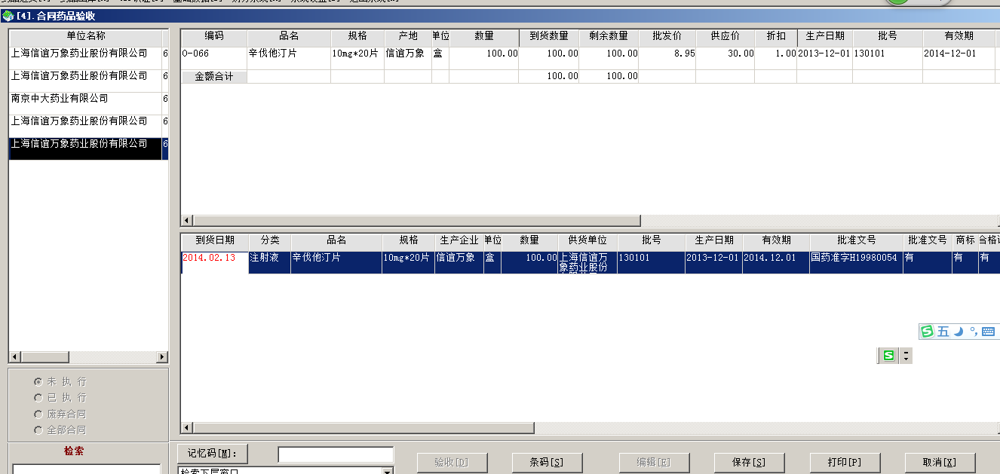 [4].合同药品验收
单位名称
上海信谊万象药业股份有限公司 6
上海信谊万象药业股份有限公司 6
南京中大药业有限公司 6
上海信谊万象药业股份有限公司 6
上海信谊万象药业股份有限公司 6
编码 品名 规格 产地 单位 数量 到货数量 剩余数量 批发价 供应价 折扣 生产日期 批号 有效期
O-066 辛伐他汀片 10mg*20片 信谊万象 盒 100.00 100.00 100.00 8.95 30.00 1.00 2013-12-01 130101 2014-12-01
金额合计 100.00 100.00
到货日期 分类 品名 规格 生产企业 单位 数量 供货单位 批号 生产日期 有效期 批准文号 批准文号 商标
2014.02.13 注射液 辛伐他汀片 10mg*20片 信谊万象 盒 100.00 上海信谊万 130101 2013-12-01 2014.12.01 国药准字H19980054 有 有 有
象药业股份
五
未 执 行
已 执 行
废弃合同
全部合同
检索
记忆码[M]:
检索下层窗口
验收[D] 条码[S] 编辑[E] 保存[S] 打印[P] 取消[X]